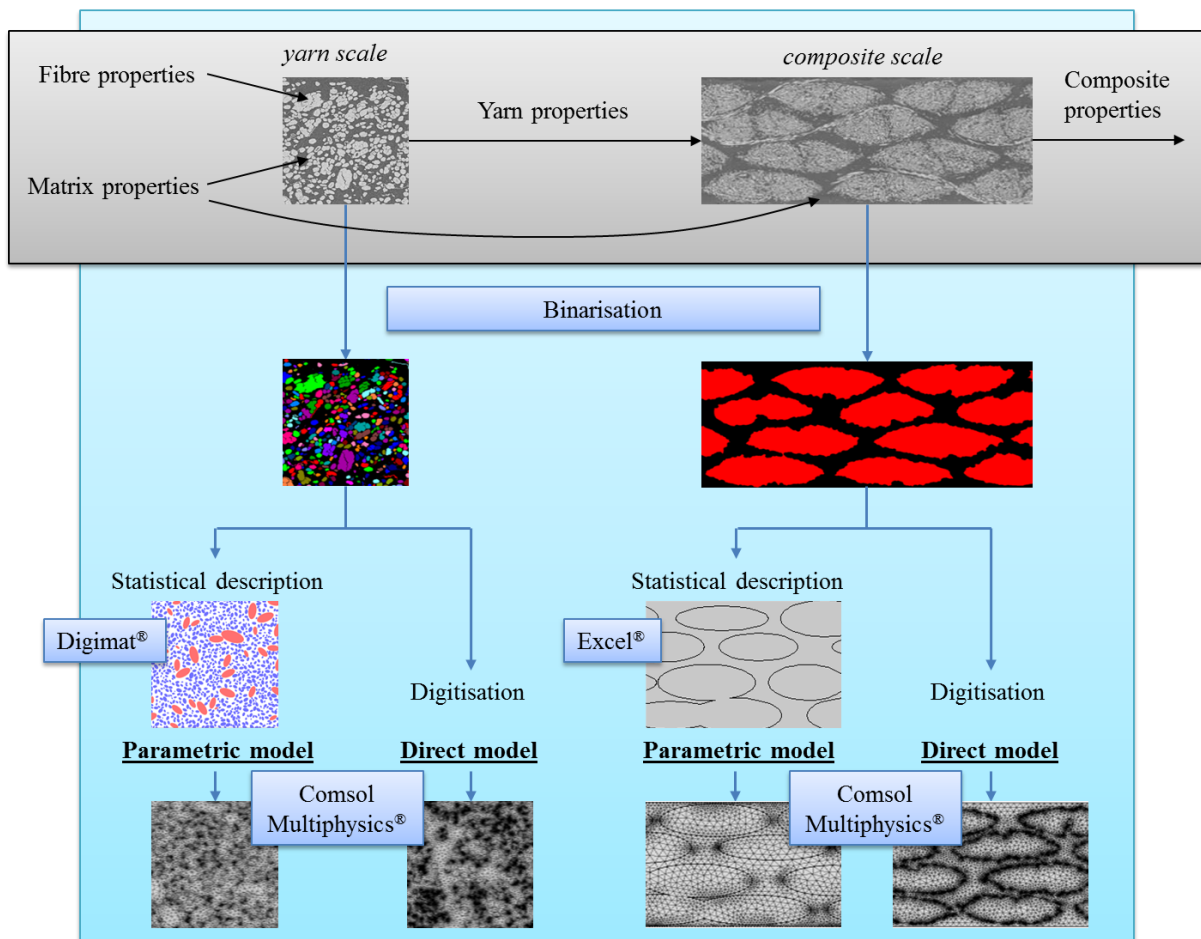 yarn scale
composite scale
Fibre properties
Yarn properties
Composite
properties
Matrix properties
Binarisation
Statistical description
Digimat®
Digitisation
Parametric model
Direct model
Comsol
Multiphysics®
Statistical description
Excel®
Digitisation
Parametric model
Direct model
Comsol
Multiphysics®